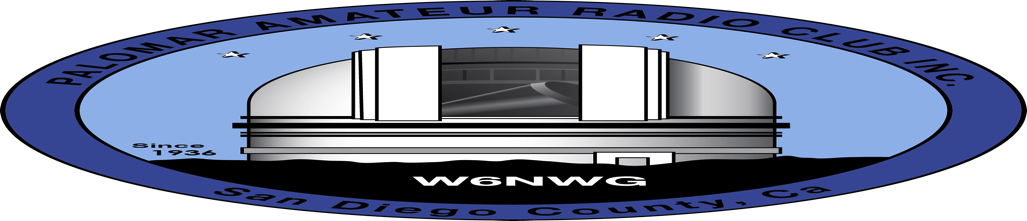 PALOMAR AMATEUR RADIO CLUB INC.
Since
1936
W6NWG
San Diego County, Ca